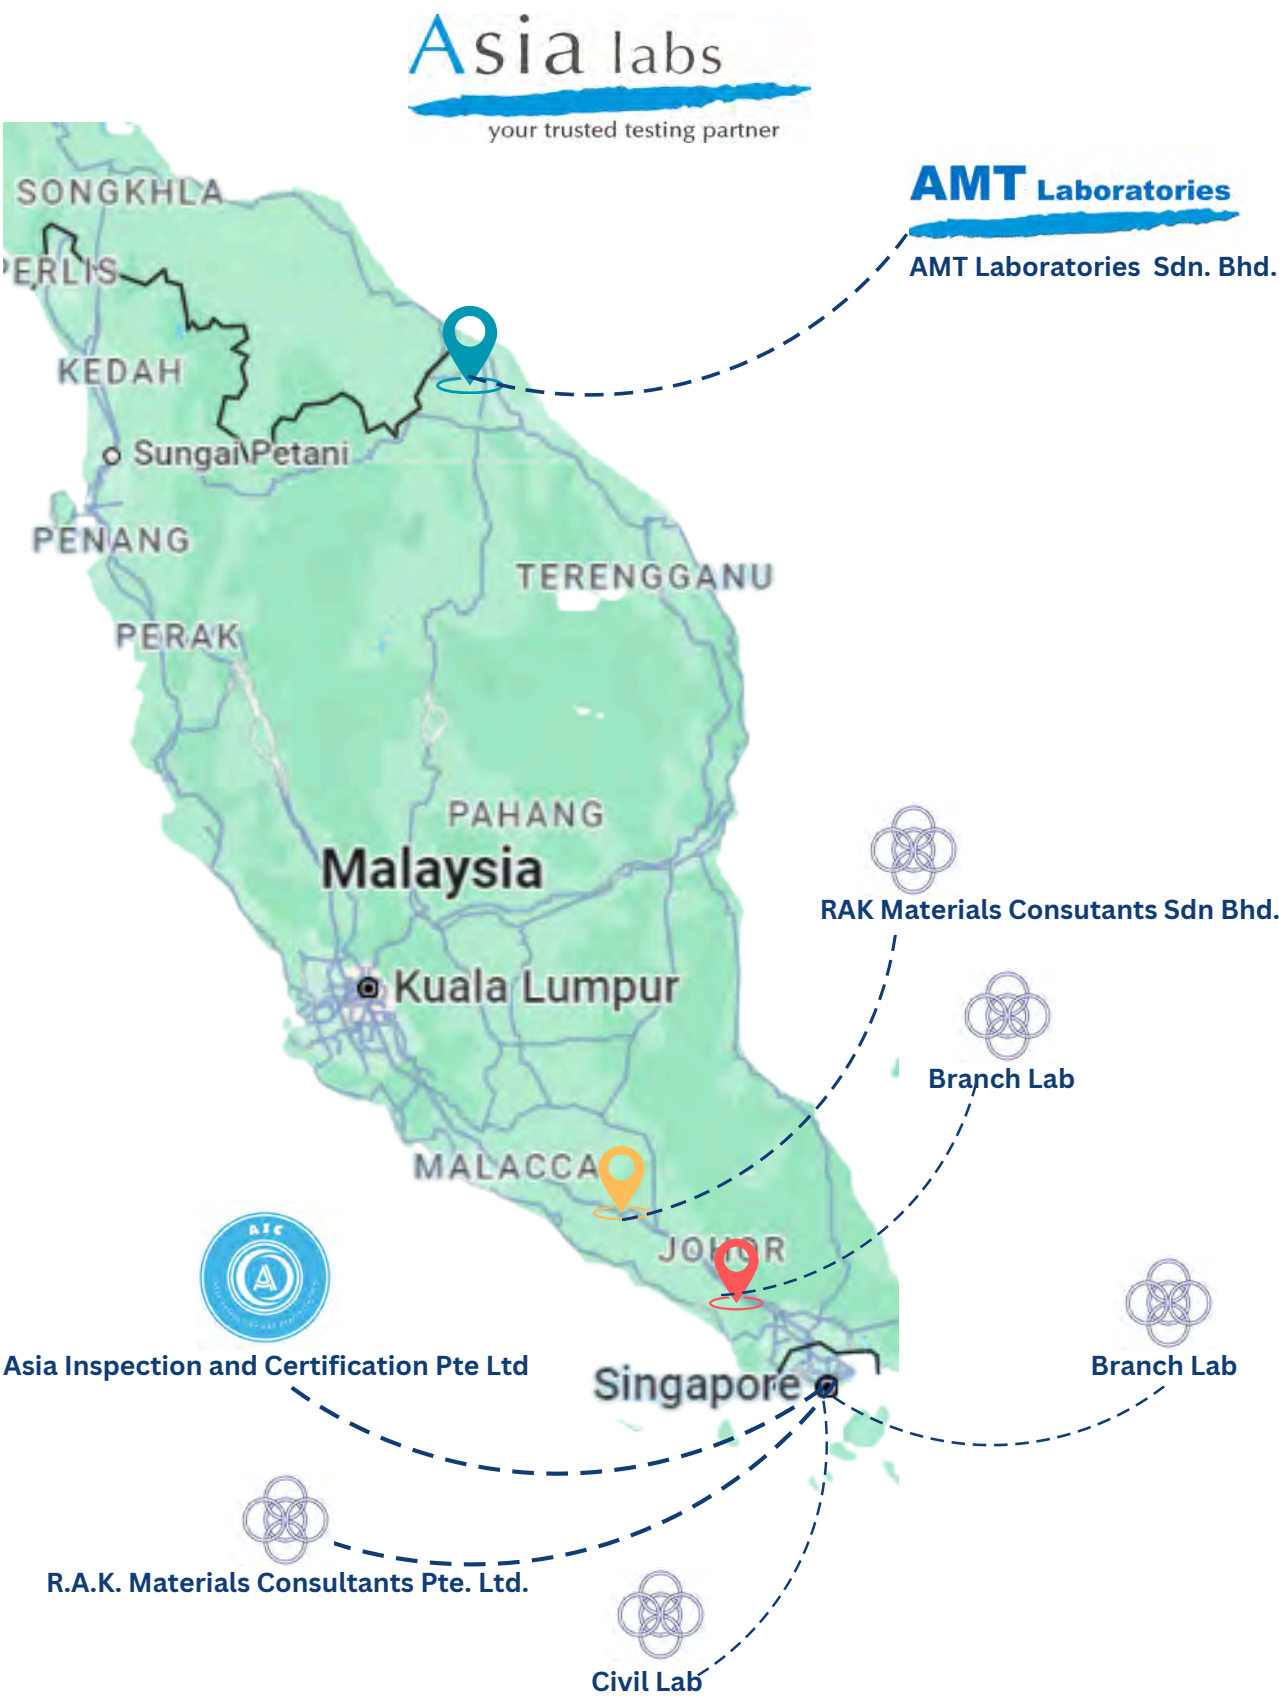 Asia labs
your trusted testing partner
AMT Laboratories
AMT Laboratories Sdn. Bhd.
SONGKHLA
PERLIS
KEDAH
Sungai Petani
PENANG
TERENGGANU
PERAK
PAHANG
Malaysia
RAK Materials Consutants Sdn Bhd.
Kuala Lumpur
Branch Lab
MALACCA
JOHOR
AIC
Asia Inspection and Certification Pte Ltd
Singapore
Branch Lab
R.A.K. Materials Consultants Pte. Ltd.
Civil Lab